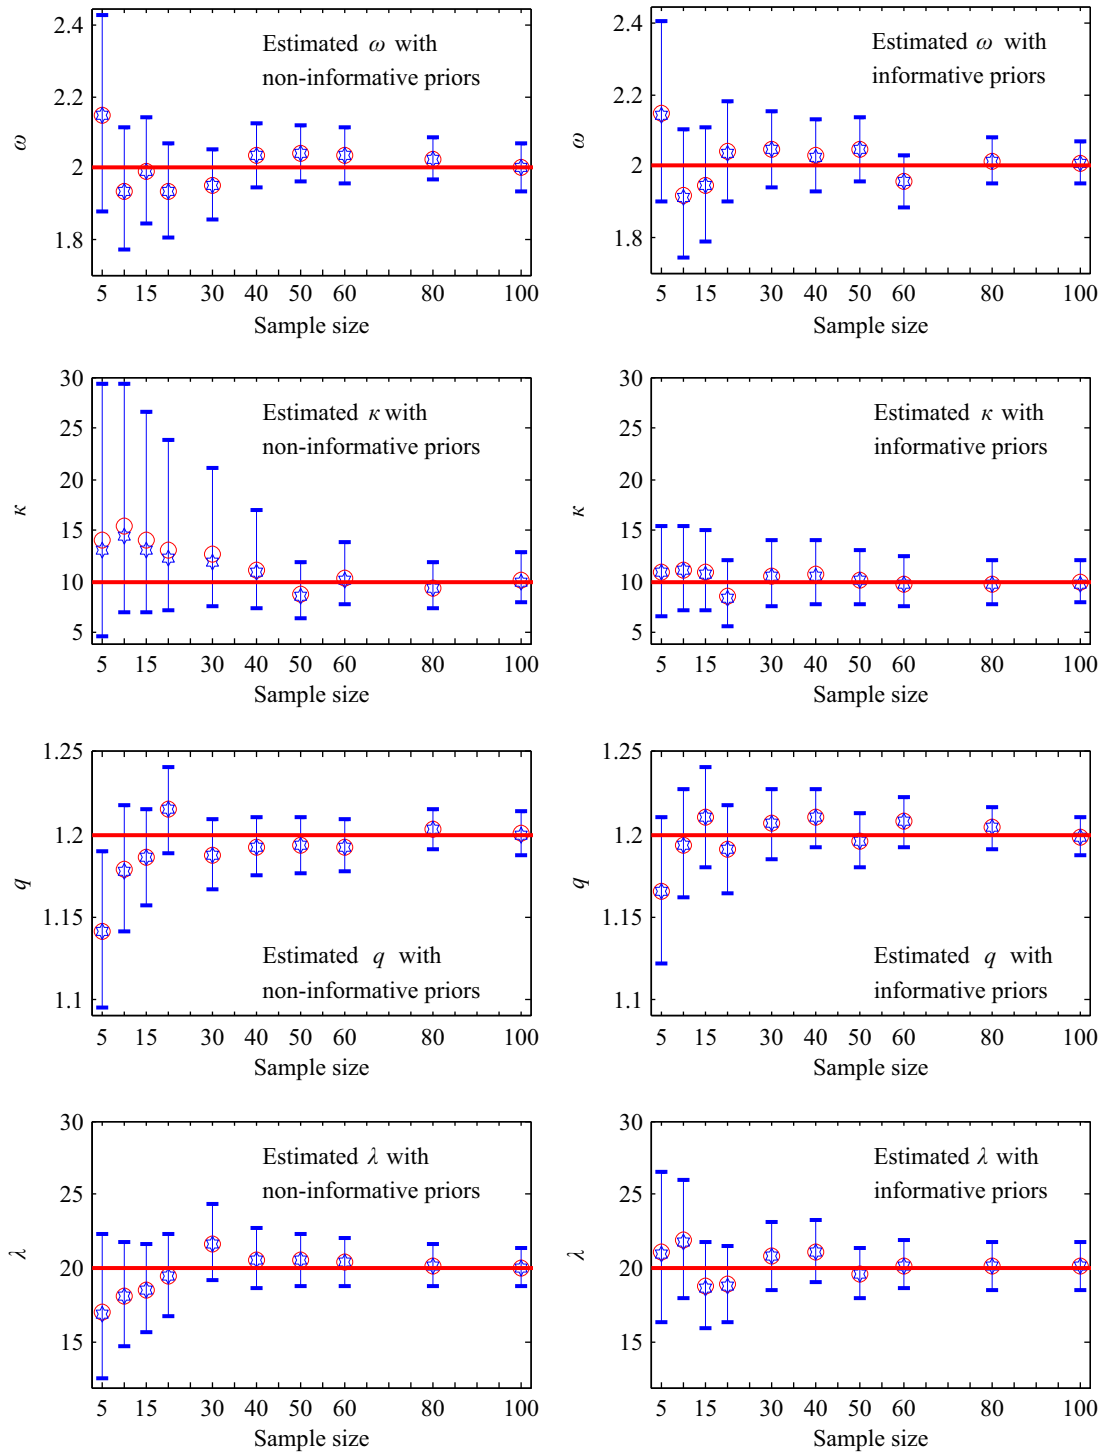 2.4
2.2
2
1.8
ω
Estimated ω with
non-informative priors
5 15 30 40 50 60 80 100
Sample size
2.4
2.2
2
1.8
ω
Estimated ω with
informative priors
5 15 30 40 50 60 80 100
Sample size
30
25
20
15
10
5
κ
Estimated κ with
non-informative priors
5 15 30 40 50 60 80 100
Sample size
30
25
20
15
10
5
κ
Estimated κ with
informative priors
5 15 30 40 50 60 80 100
Sample size
1.25
1.20
1.15
1.1
q
Estimated q with
non-informative priors
5 15 30 40 50 60 80 100
Sample size
1.25
1.20
1.15
1.1
q
Estimated q with
informative priors
5 15 30 40 50 60 80 100
Sample size
30
25
20
15
λ
Estimated λ with
non-informative priors
5 15 30 40 50 60 80 100
Sample size
30
25
20
15
λ
Estimated λ with
informative priors
5 15 30 40 50 60 80 100
Sample size